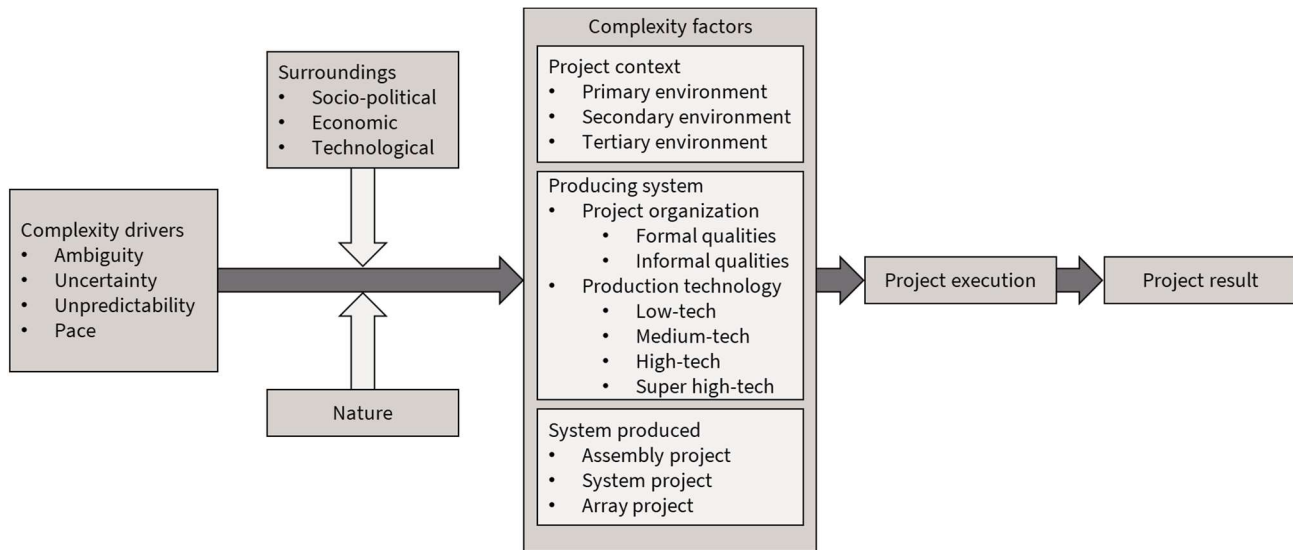 Complexity drivers
• Ambiguity
• Uncertainty
• Unpredictability
• Pace
Surroundings
• Socio-political
• Economic
• Technological
Nature
Complexity factors
Project context
• Primary environment
• Secondary environment
• Tertiary environment
Producing system
• Project organization
• Formal qualities
• Informal qualities
• Production technology
• Low-tech
• Medium-tech
• High-tech
• Super high-tech
System produced
• Assembly project
• System project
• Array project
Project execution
Project result